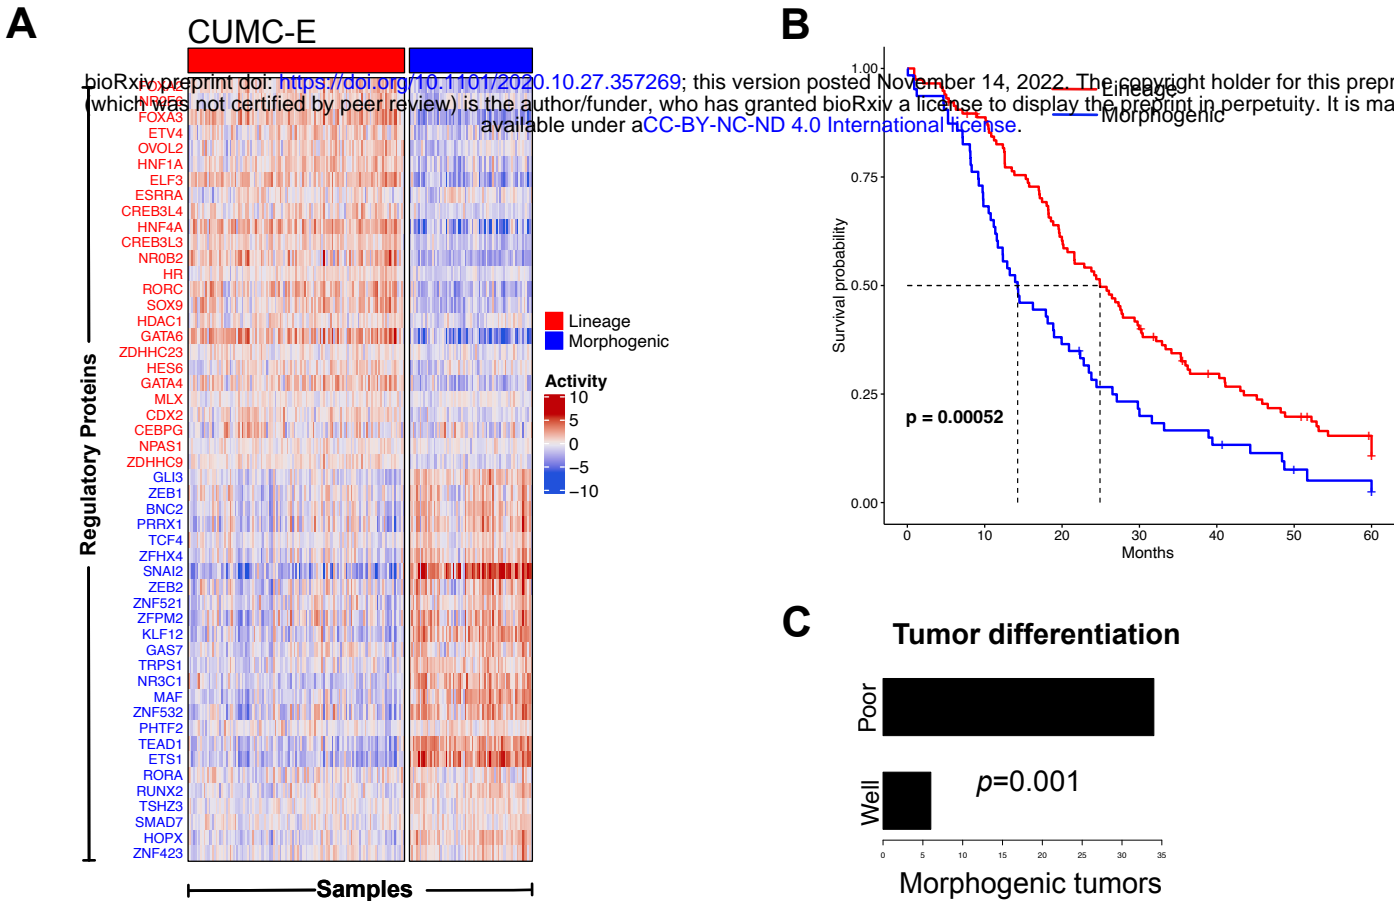 A
CUMC-E
B
bioRxiv preprint doi: https://doi.org/10.1101/2020.10.27.357269; this version posted November 14, 2022. The copyright holder for this prepr
(which was not certified by peer review) is the author/funder, who has granted bioRxiv a license to display the preprint in perpetuity. It is ma
available under aCC-BY-NC-ND 4.0 International license.
FOXA2
FOXA3
ETV4
OVOL2
HNF1A
ELF3
ESRRA
CREB3L4
HNF4A
CREB3L3
NR0B2
HR
RORC
SOX9
HDAC1
GATA6
ZDHHC23
HES6
GATA4
MLX
CDX2
CEBPG
NPAS1
ZDHHC9
GLI3
ZEB1
BNC2
PRRX1
TCF4
ZFHX4
SNAI2
ZEB2
ZNF521
ZFPM2
KLF12
GAS7
TRPS1
NR3C1
MAF
ZNF532
PHTF2
TEAD1
ETS1
RORA
RUNX2
TSHZ3
SMAD7
HOPX
ZNF423
Regulatory Proteins
Samples
Lineage
Morphogenic
Activity
10
5
0
−5
−10
Lineage
Morphogenic
1.00
0.75
0.50
0.25
0.00
Survival probability
p = 0.00052
0 10 20 30 40 50 60
Months
C
Tumor differentiation
Poor
Well
p=0.001
0 5 10 15 20 25 30 35
Morphogenic tumors